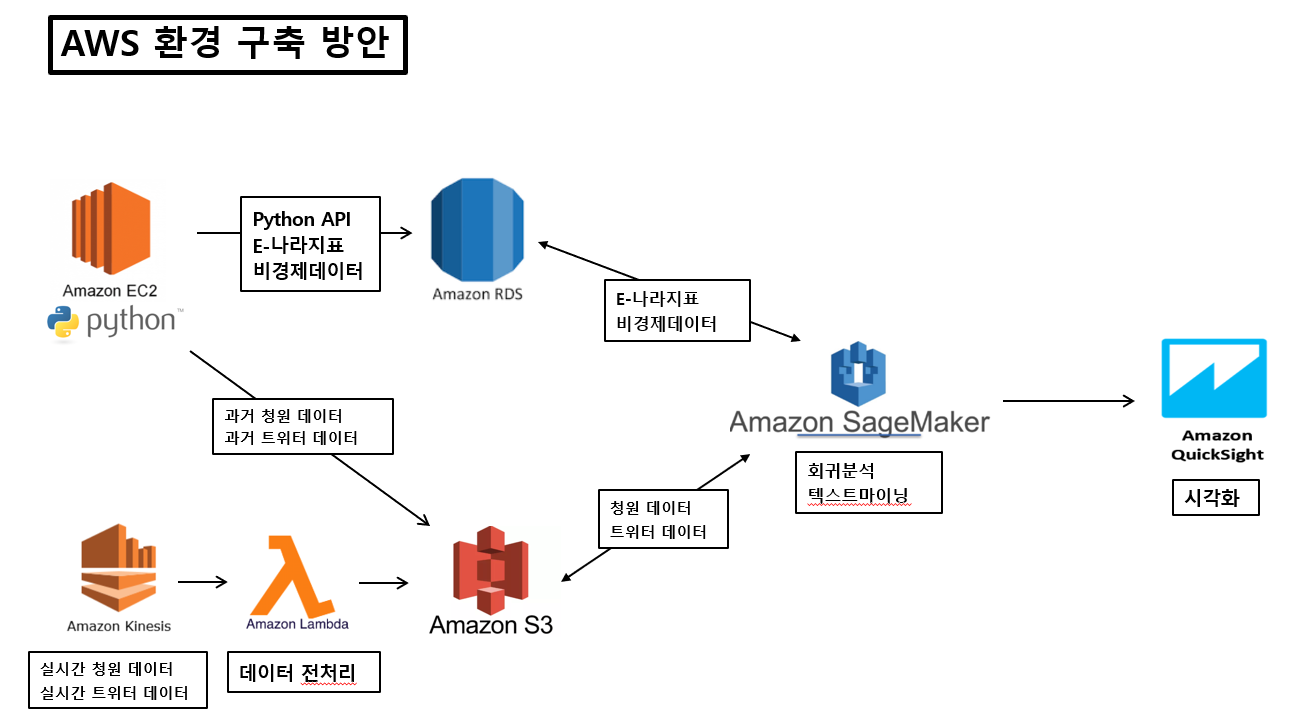 AWS 환경 구축 방안
Python API
E-나라지표
비경제데이터
Amazon EC2
python™
Amazon RDS
E-나라지표
비경제데이터
과거 청원 데이터
과거 트위터 데이터
Amazon SageMaker
회귀분석
텍스트마이닝
Amazon
QuickSight
시각화
청원 데이터
트위터 데이터
Amazon Kinesis
Amazon Lambda
Amazon S3
실시간 청원 데이터
실시간 트위터 데이터
데이터 전처리